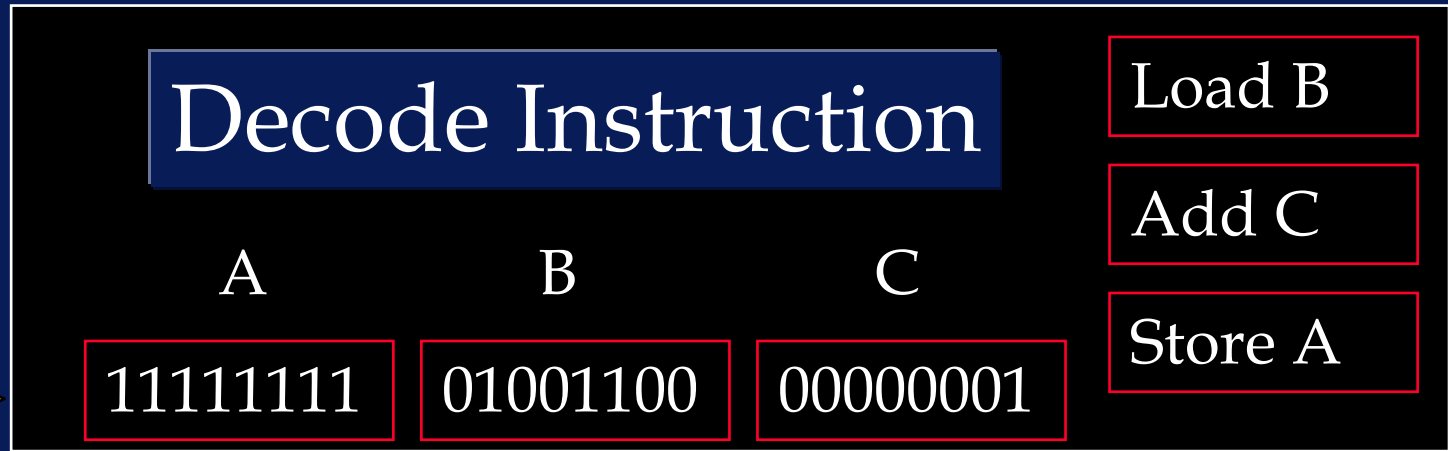 Decode Instruction
A B C
11111111 01001100 00000001
Load B
Add C
Store A